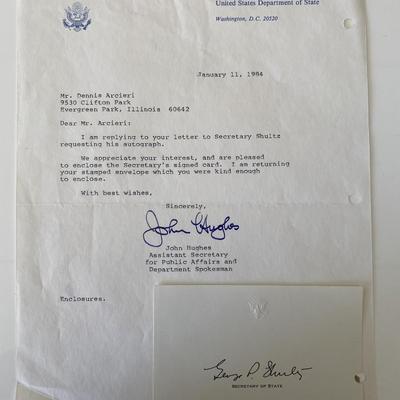 United States Department of State
Washington, D.C. 20520
January 11, 1984
Mr. Dennis Arcieri
9530 Clifton Park
Evergreen Park, Illinois 60642
Dear Mr. Arcieri:
I am replying to your letter to Secretary Shultz
requesting his autograph.
We appreciate your interest, and are pleased
to enclose the Secretary's signed card. I am returning
your stamped envelope which you were kind enough
to enclose.
With best wishes,
Sincerely,
John Hughes
John Hughes
Assistant Secretary
for Public Affairs and
Department Spokesman
Enclosures.
George P. Shultz
SECRETARY OF STATE